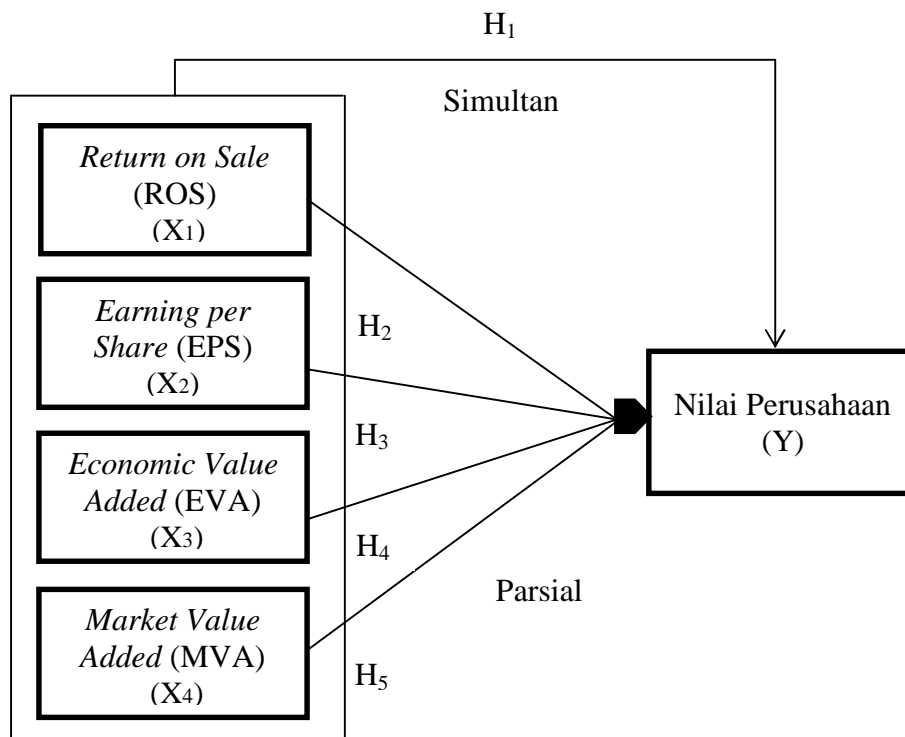 H₁
Simultan
Return on Sale
(ROS)
(X₁)
Earning per
Share (EPS)
(X₂)
H₂
Nilai Perusahaan
(Y)
H₃
Economic Value
Added (EVA)
(X₃)
H₄
Parsial
Market Value
Added (MVA)
(X₄)
H₅